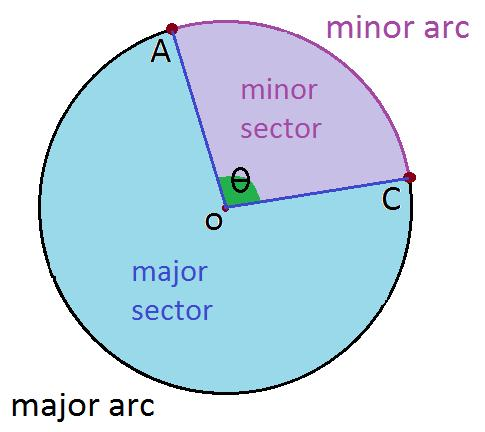 minor arc
A
minor
sector
θ
C
o
major
sector
major arc